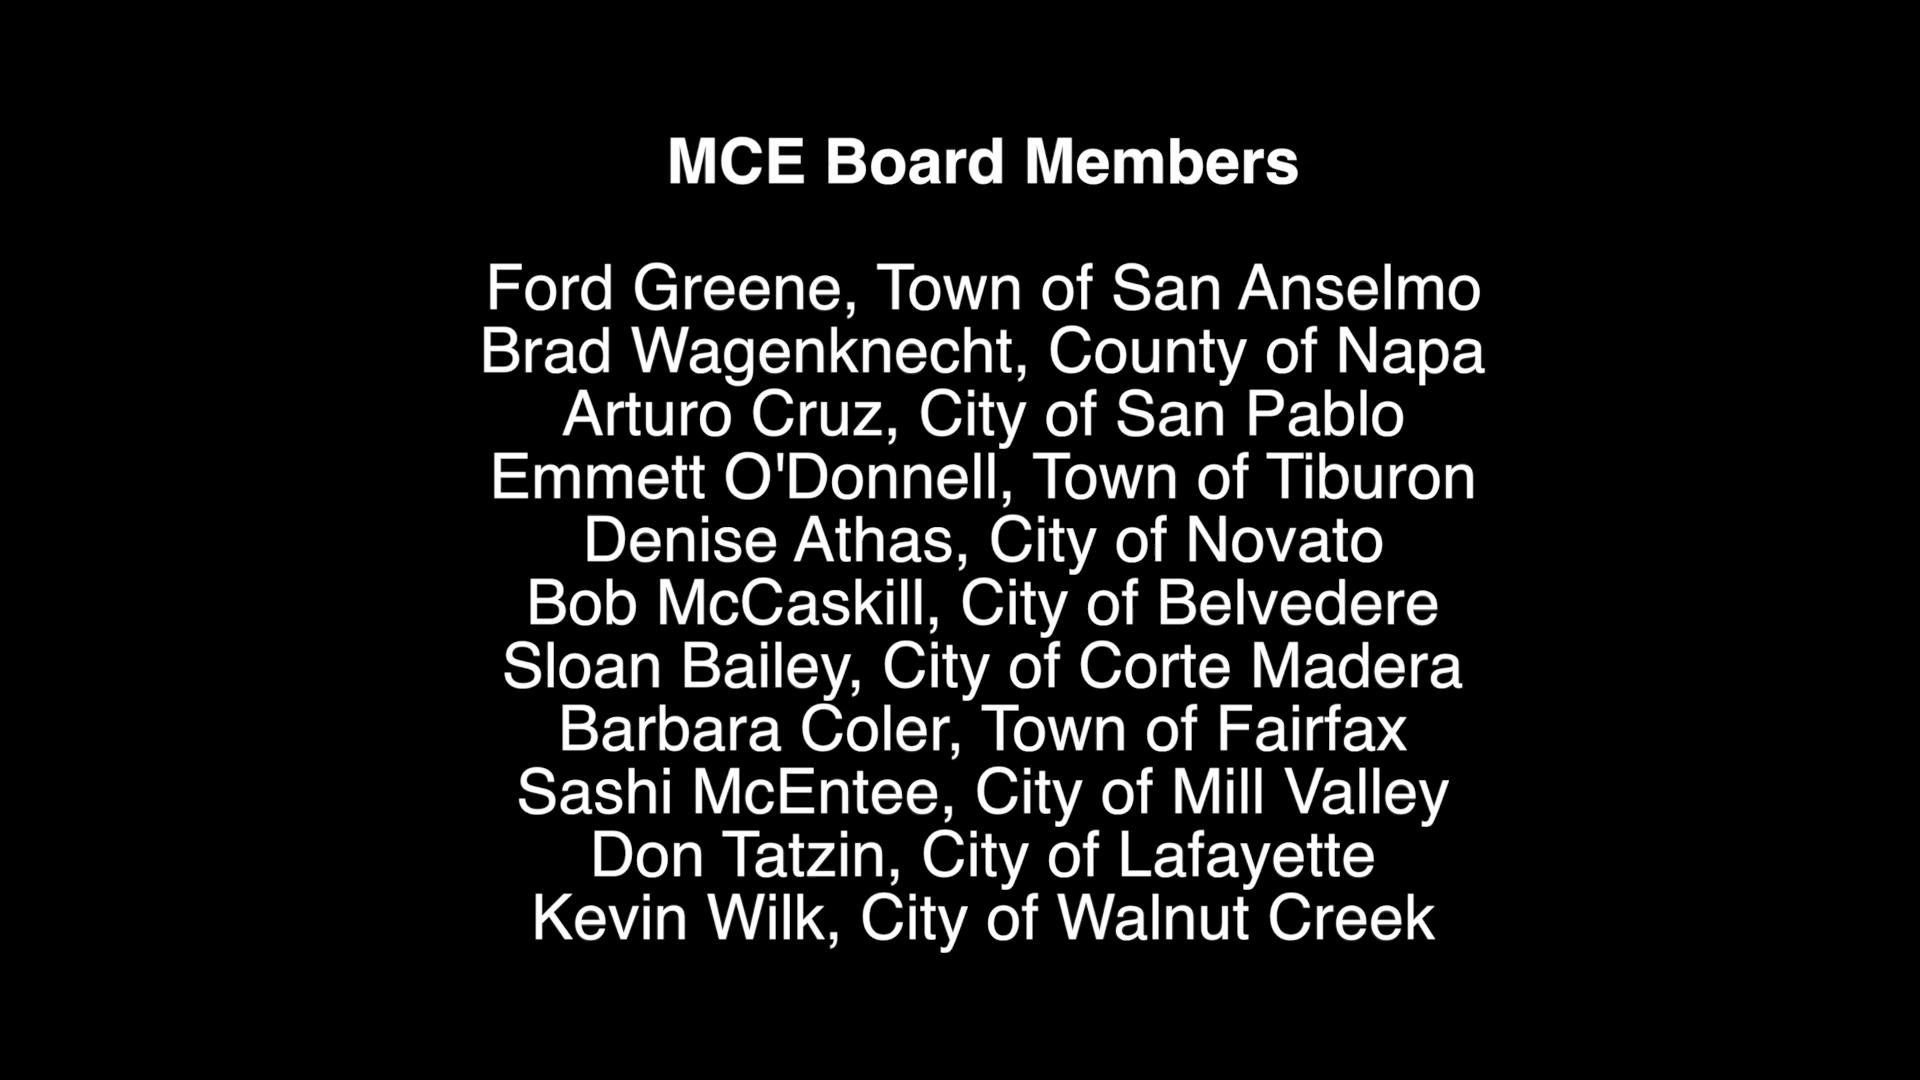 MCE Board Members
Ford Greene, Town of San Anselmo
Brad Wagenknecht, County of Napa
Arturo Cruz, City of San Pablo
Emmett O'Donnell, Town of Tiburon
Denise Athas, City of Novato
Bob McCaskill, City of Belvedere
Sloan Bailey, City of Corte Madera
Barbara Coler, Town of Fairfax
Sashi McEntee, City of Mill Valley
Don Tatzin, City of Lafayette
Kevin Wilk, City of Walnut Creek